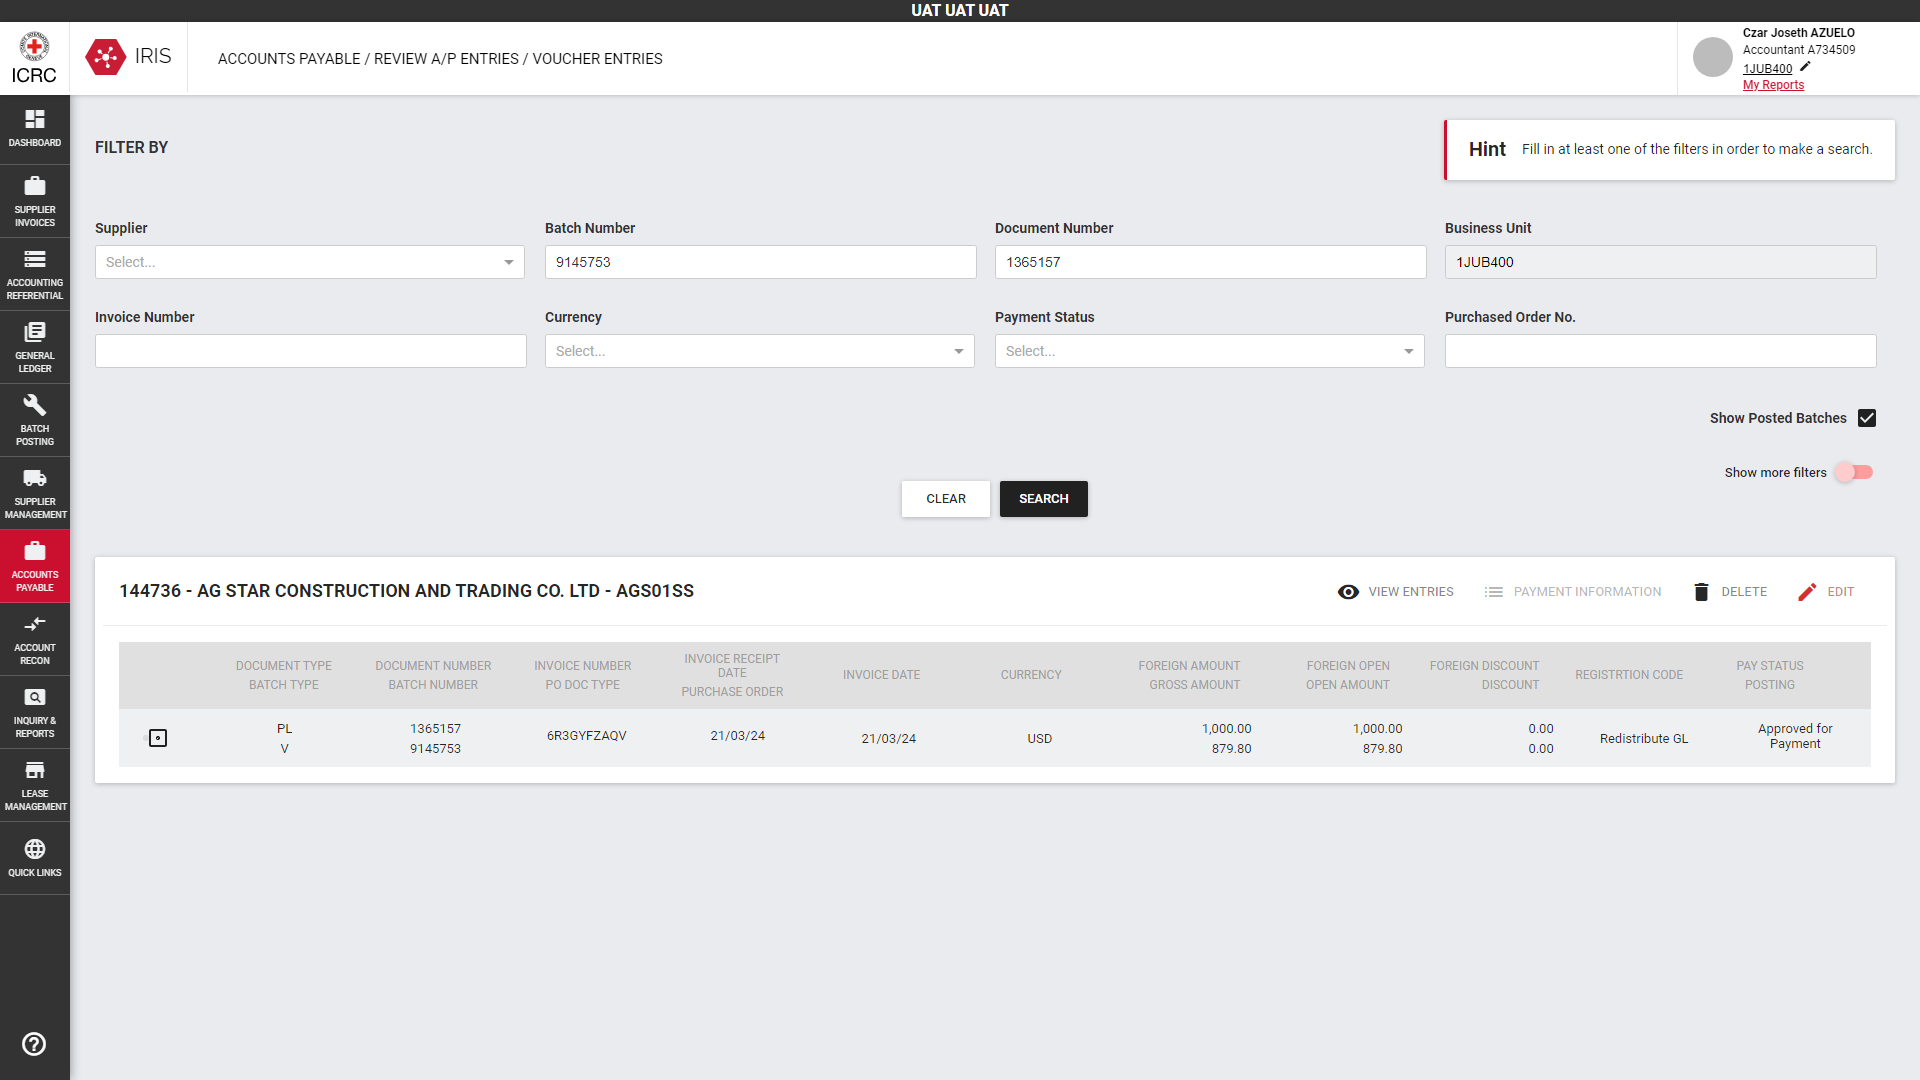 UAT UAT UAT
ICRC
IRIS
ACCOUNTS PAYABLE / REVIEW A/P ENTRIES / VOUCHER ENTRIES
Czar Joseth AZUELO
Accountant A734509
1JUB400
My Reports
DASHBOARD
SUPPLIER
INVOICES
ACCOUNTING
REFERENTIAL
GENERAL
LEDGER
BATCH
POSTING
SUPPLIER
MANAGEMENT
ACCOUNTS
PAYABLE
ACCOUNT
RECON
INQUIRY &
REPORTS
LEASE
MANAGEMENT
QUICK LINKS
FILTER BY
Hint Fill in at least one of the filters in order to make a search.
Supplier Batch Number Document Number Business Unit
Select... 9145753 1365157 1JUB400
Invoice Number Currency Payment Status Purchased Order No.
Select... Select...
Show Posted Batches
Show more filters
CLEAR SEARCH
144736 - AG STAR CONSTRUCTION AND TRADING CO. LTD - AGS01SS
VIEW ENTRIES PAYMENT INFORMATION DELETE EDIT
DOCUMENT TYPE
BATCH TYPE
DOCUMENT NUMBER
BATCH NUMBER
INVOICE NUMBER
PO DOC TYPE
INVOICE RECEIPT
DATE
PURCHASE ORDER
INVOICE DATE
CURRENCY
FOREIGN AMOUNT
GROSS AMOUNT
FOREIGN OPEN
OPEN AMOUNT
FOREIGN DISCOUNT
DISCOUNT
REGISTRTION CODE
PAY STATUS
POSTING
PL
V
1365157
9145753
6R3GYFZAQV
21/03/24
21/03/24
USD
1,000.00
879.80
1,000.00
879.80
0.00
0.00
Redistribute GL
Approved for
Payment